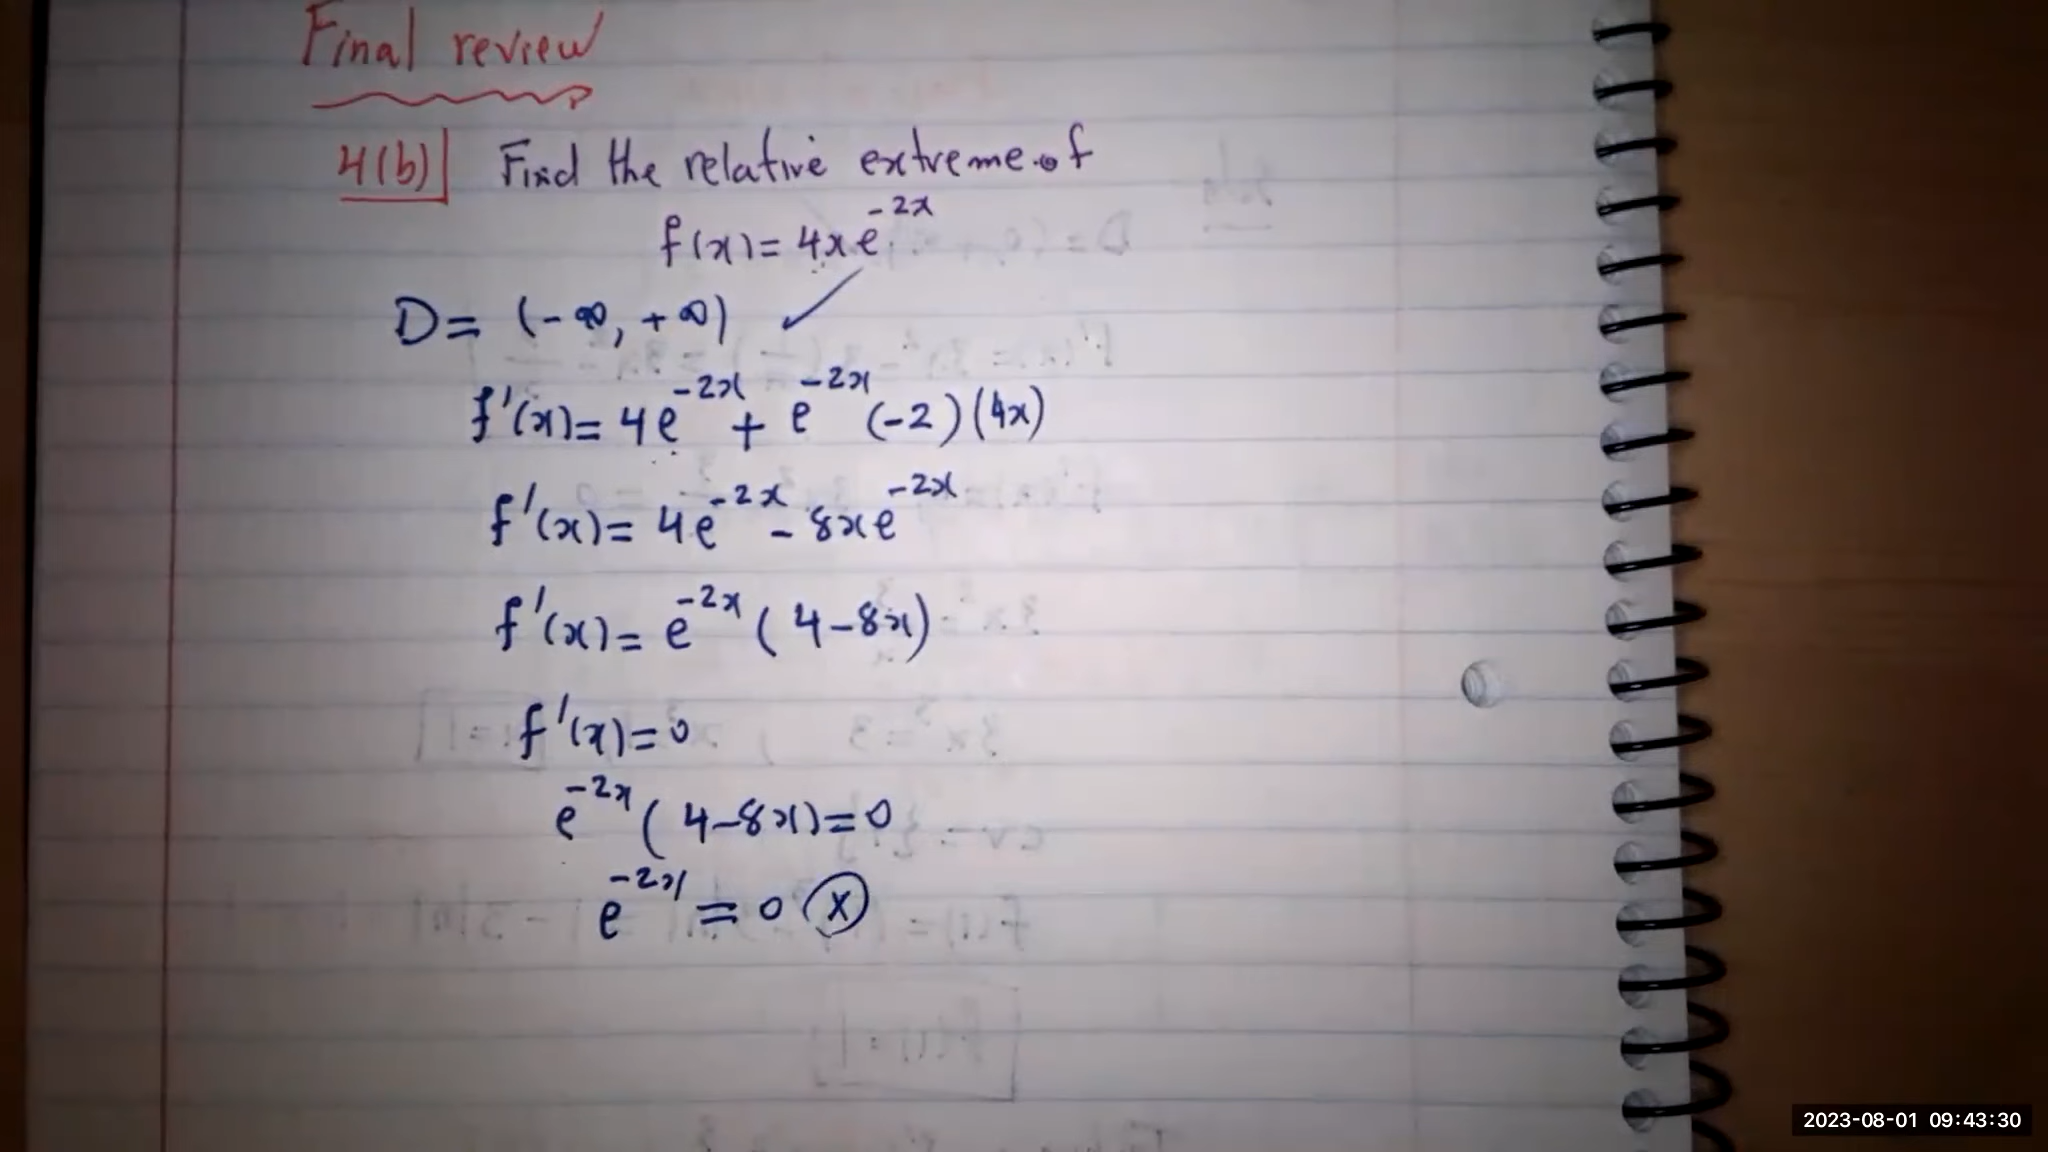 Final review
4(b) Find the relative extreme of
f(x) = 4xe^{-2x}
D = (-∞, +∞)
f'(x) = 4e^{-2x} + e^{-2x} (-2)(4x)
f'(x) = 4e^{-2x} - 8xe^{-2x}
f'(x) = e^{-2x} (4-8x)
f'(x) = 0
e^{-2x} (4-8x) = 0
e^{-2x} = 0 ⓧ
2023-08-01 09:43:30